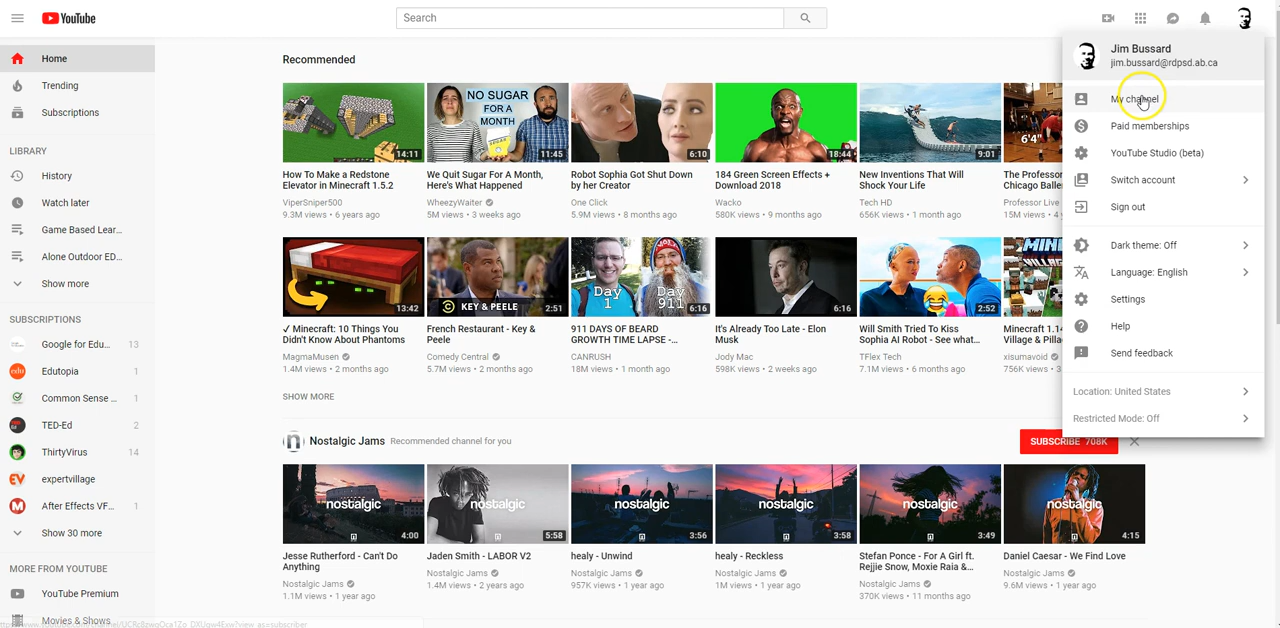 YouTube
Search
Jim Bussard
jim.bussard@rdpsd.ab.ca
My channel
Paid memberships
YouTube Studio (beta)
Switch account
Sign out
Dark theme: Off
Language: English
Settings
Help
Send feedback
Location: United States
Restricted Mode: Off
Home
Trending
Subscriptions
LIBRARY
History
Watch later
Game Based Lear...
Alone Outdoor ED...
Show more
SUBSCRIPTIONS
Google for Edu... 13
Edutopia 1
Common Sense ... 1
TED-Ed 2
ThirtyVirus 14
expertvillage
After Effects VF... 1
Show 30 more
MORE FROM YOUTUBE
YouTube Premium
Movies & Shows
Recommended
14:11
How To Make a Redstone
Elevator in Minecraft 1.5.2
ViperSniper500
9.3M views • 6 years ago
NO SUGAR
FOR A
MONTH
11:45
We Quit Sugar For A Month,
Here's What Happened
WheezyWaiter
5M views • 3 weeks ago
6:10
Robot Sophia Got Shut Down
by her Creator
One Click
5.9M views • 8 months ago
18:44
184 Green Screen Effects +
Download 2018
Wacko
580K views • 9 months ago
9:01
New Inventions That Will
Shock Your Life
Tech HD
656K views • 1 month ago
6'4"
The Profes
Chicago Baller
Professor Live
15M views • 4 y
13:42
✓ Minecraft: 10 Things You
Didn't Know About Phantoms
MagmaMusen
1.4M views • 2 months ago
KEY & PEELE
2:51
French Restaurant - Key &
Peele
Comedy Central
5.7M views • 2 months ago
Day
1
Day
911
6:16
911 DAYS OF BEARD
GROWTH TIME LAPSE -...
CANRUSH
18M views • 1 month ago
6:16
It's Already Too Late - Elon
Musk
Jody Mac
598K views • 2 weeks ago
2:52
Will Smith Tried To Kiss
Sophia AI Robot - See what...
TFlex Tech
7.1M views • 6 months ago
MIN
VILLAG
Minecraft 1.14
Village & Pillag
xisumavoid
756K views • 3
SHOW MORE
Nostalgic Jams
Recommended channel for you
SUBSCRIBE 708K
nostalgic
4:00
Jesse Rutherford - Can't Do
Anything
Nostalgic Jams
1.1M views • 1 year ago
nostalgic
5:58
Jaden Smith - LABOR V2
Nostalgic Jams
1.4M views • 2 years ago
nostalgic
3:56
healy - Unwind
Nostalgic Jams
957K views • 1 year ago
nostalgic
3:58
healy - Reckless
Nostalgic Jams
1M views • 1 year ago
nostalgic
3:49
Stefan Ponce - For A Girl ft.
Rejjie Snow, Moxie Raia &...
Nostalgic Jams
370K views • 11 months ago
nostalgic
4:15
Daniel Caesar - We Find Love
Nostalgic Jams
9.6M views • 1 year ago